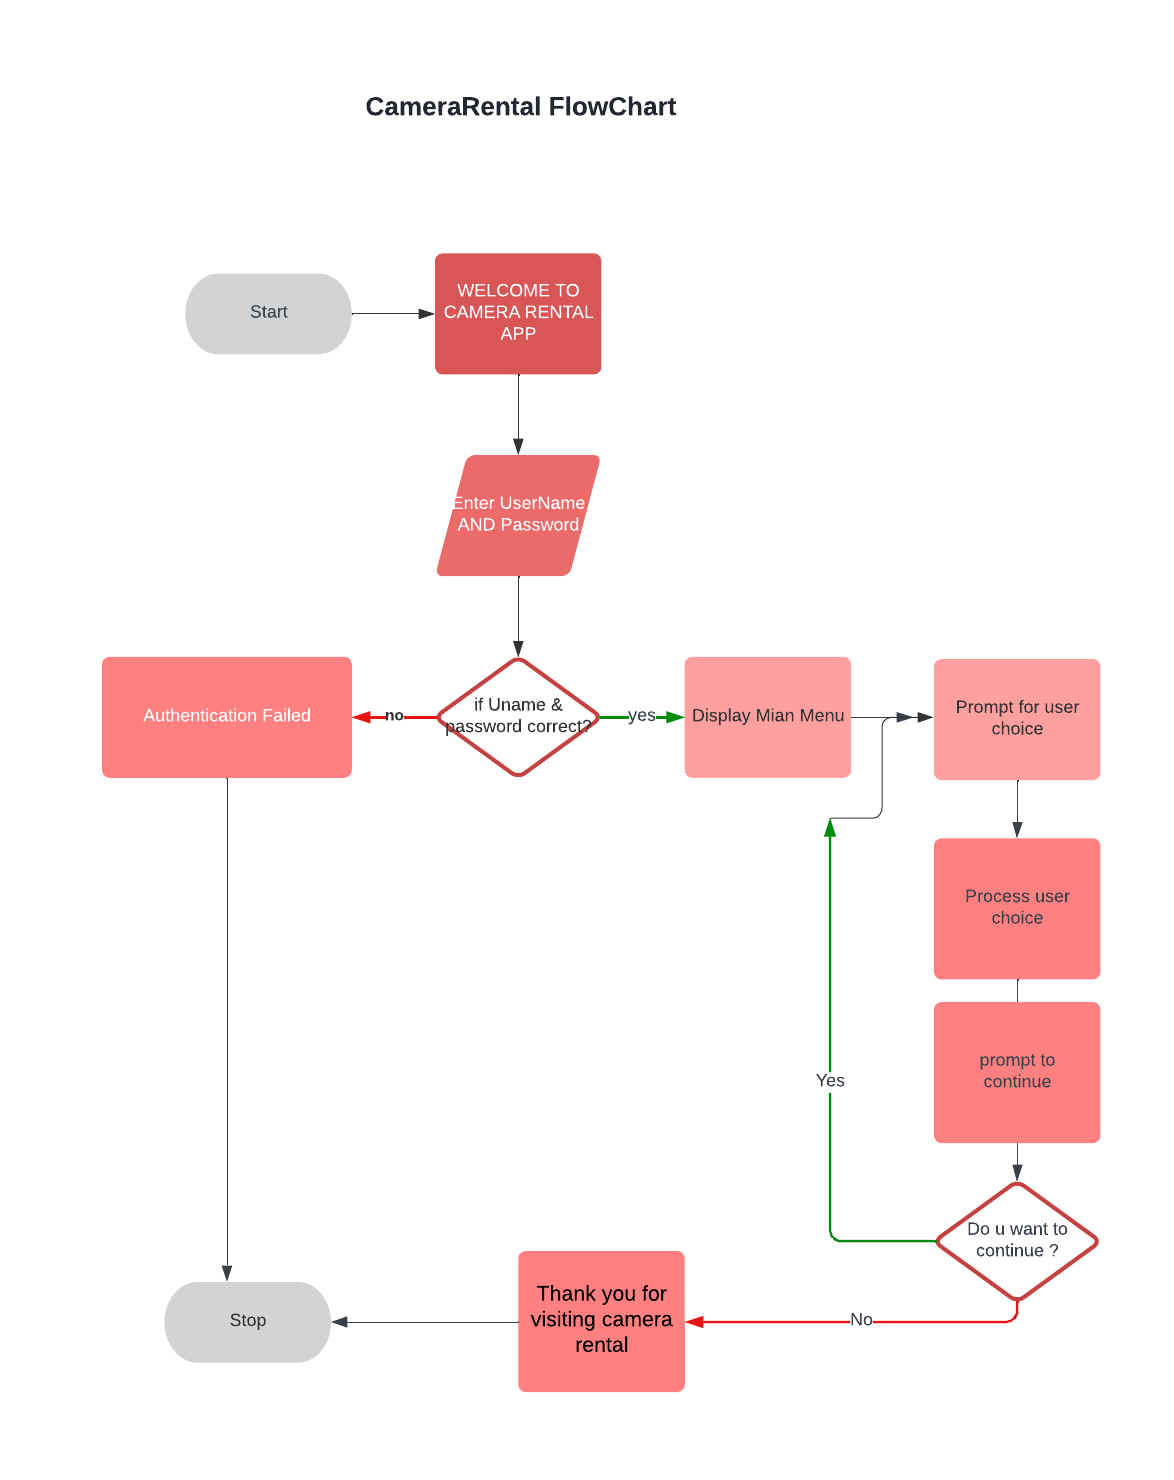 CameraRental FlowChart
Start
WELCOME TO
CAMERA RENTAL
APP
Enter UserName
AND Password
Authentication Failed
no
if Uname &
password correct?
yes
Display Mian Menu
Prompt for user
choice
Process user
choice
prompt to
continue
Yes
Do u want to
continue ?
No
Thank you for
visiting camera
rental
Stop